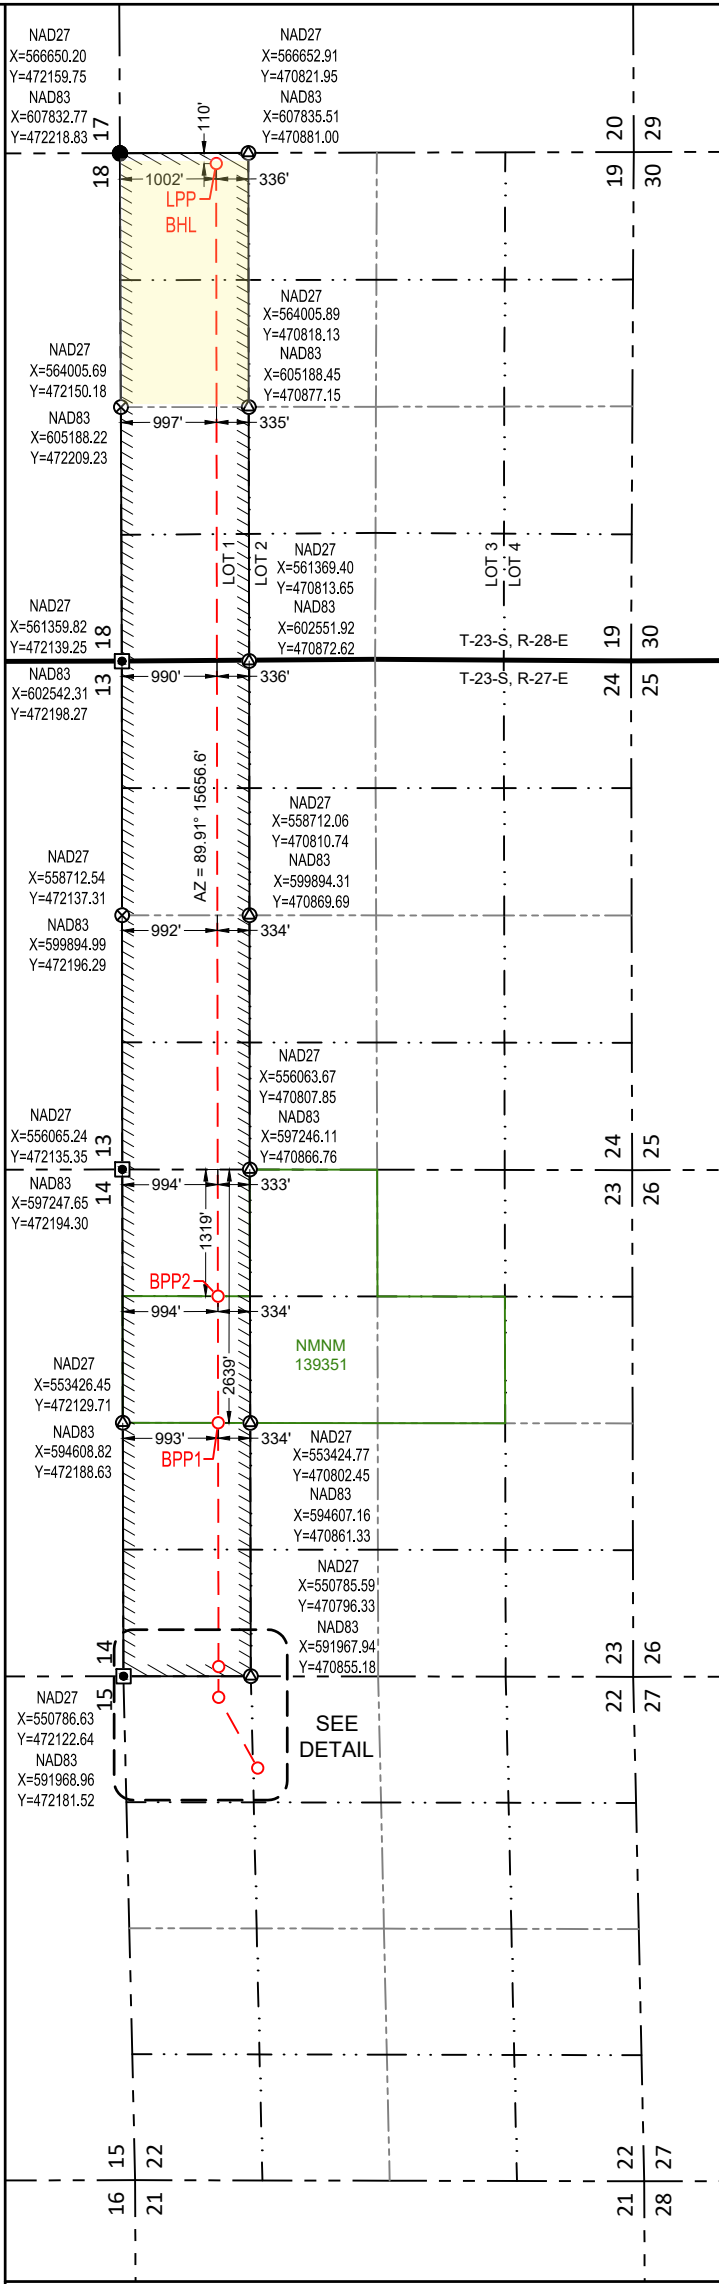 NAD27
X=566650.20
Y=472159.75
NAD83
X=607832.77
Y=472218.83
NAD27
X=566652.91
Y=470821.95
NAD83
X=607835.51
Y=470881.00
17
18
110'
20
29
19
30
1002'
336'
LPP
BHL
NAD27
X=564005.89
Y=470818.13
NAD83
X=605188.45
Y=470877.15
NAD27
X=564005.69
Y=472150.18
NAD83
X=605188.22
Y=472209.23
997'
335'
LOT 1
LOT 2
LOT 3
LOT 4
NAD27
X=561369.40
Y=470813.65
NAD83
X=602551.92
Y=470872.62
NAD27
X=561359.82
Y=472139.25
NAD83
X=602542.31
Y=472198.27
18
13
T-23-S, R-28-E
T-23-S, R-27-E
19
30
24
25
990'
336'
AZ = 89.91° 15656.6'
NAD27
X=558712.06
Y=470810.74
NAD83
X=599894.31
Y=470869.69
NAD27
X=558712.54
Y=472137.31
NAD83
X=599894.99
Y=472196.29
992'
334'
NAD27
X=556063.67
Y=470807.85
NAD83
X=597246.11
Y=470866.76
NAD27
X=556065.24
Y=472135.35
NAD83
X=597247.65
Y=472194.30
13
14
24
25
23
26
994'
333'
1319'
BPP2
994'
334'
2639'
NMNM
139351
NAD27
X=553426.45
Y=472129.71
NAD83
X=594608.82
Y=472188.63
993'
334'
BPP1
NAD27
X=553424.77
Y=470802.45
NAD83
X=594607.16
Y=470861.33
NAD27
X=550785.59
Y=470796.33
NAD83
X=591967.94
Y=470855.18
14
15
23
26
22
27
NAD27
X=550786.63
Y=472122.64
NAD83
X=591968.96
Y=472181.52
SEE
DETAIL
15
22
16
21
22
27
21
28